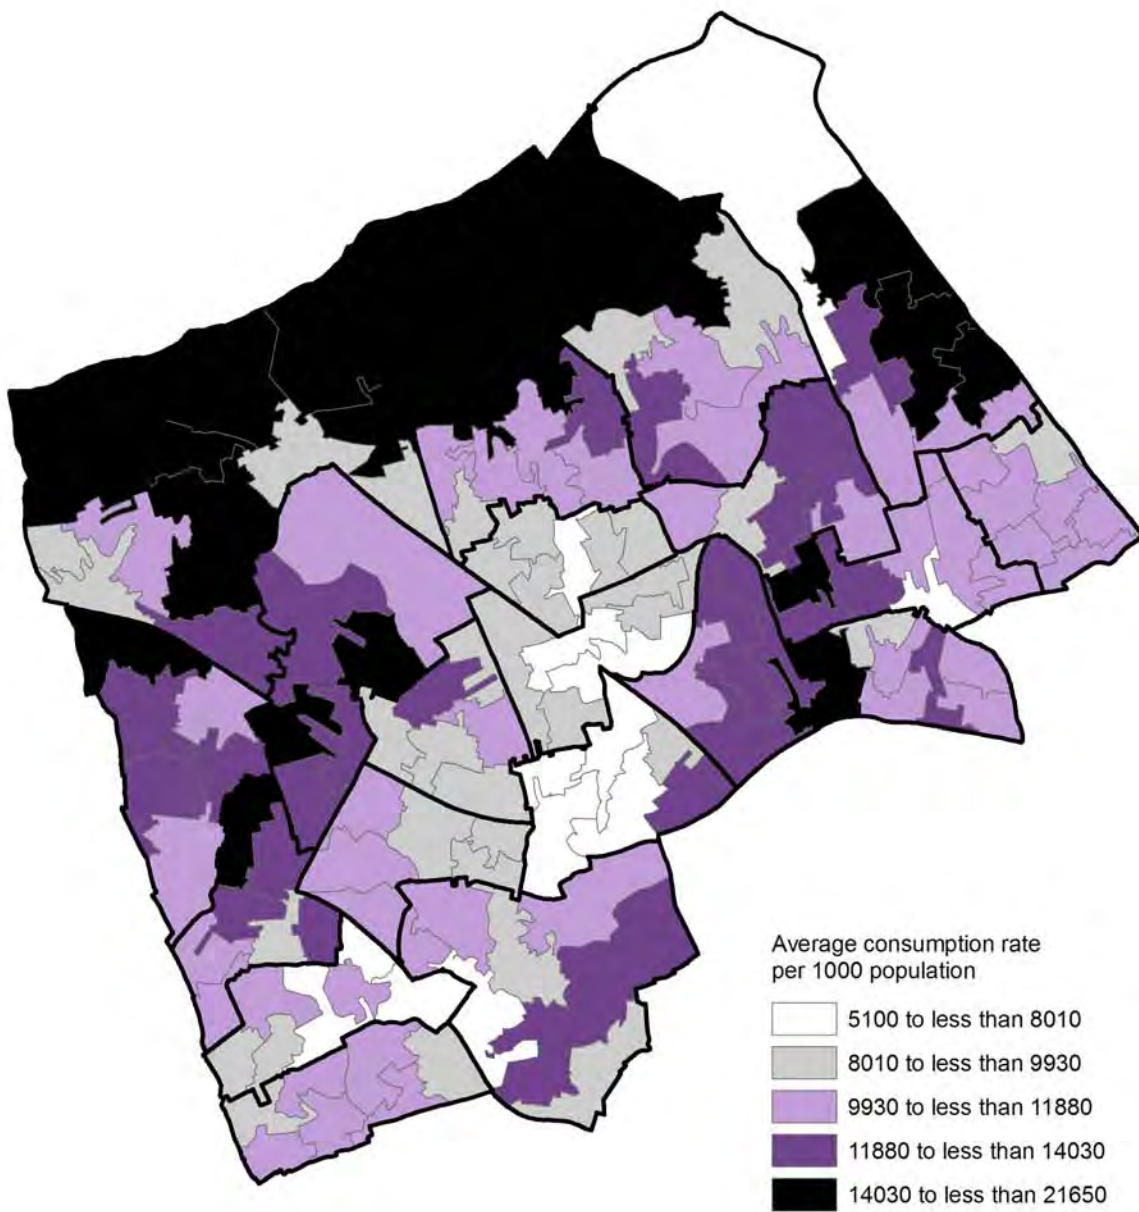 Average consumption rate
per 1000 population
5100 to less than 8010
8010 to less than 9930
9930 to less than 11880
11880 to less than 14030
14030 to less than 21650